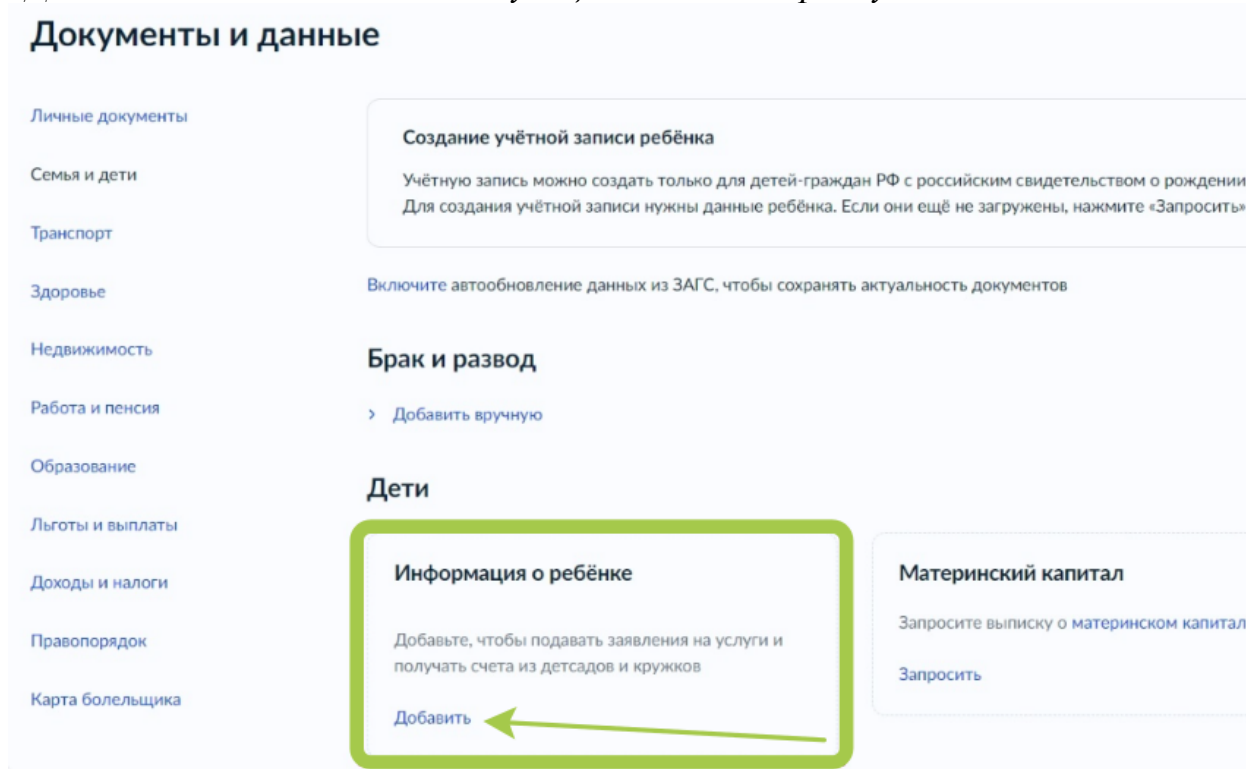 Документы и данные
Личные документы
Семья и дети
Транспорт
Здоровье
Недвижимость
Работа и пенсия
Образование
Льготы и выплаты
Доходы и налоги
Правопорядок
Карта болельщика
Создание учётной записи ребёнка
Учётную запись можно создать только для детей-граждан РФ с российским свидетельством о рождении
Для создания учётной записи нужны данные ребёнка. Если они ещё не загружены, нажмите «Запросить»
Включите автообновление данных из ЗАГС, чтобы сохранять актуальность документов
Брак и развод
Добавить вручную
Дети
Информация о ребёнке
Добавьте, чтобы подавать заявления на услуги и
получать счета из детсадов и кружков
Добавить
Материнский капитал
Запросите выписку о материнском капитал
Запросить